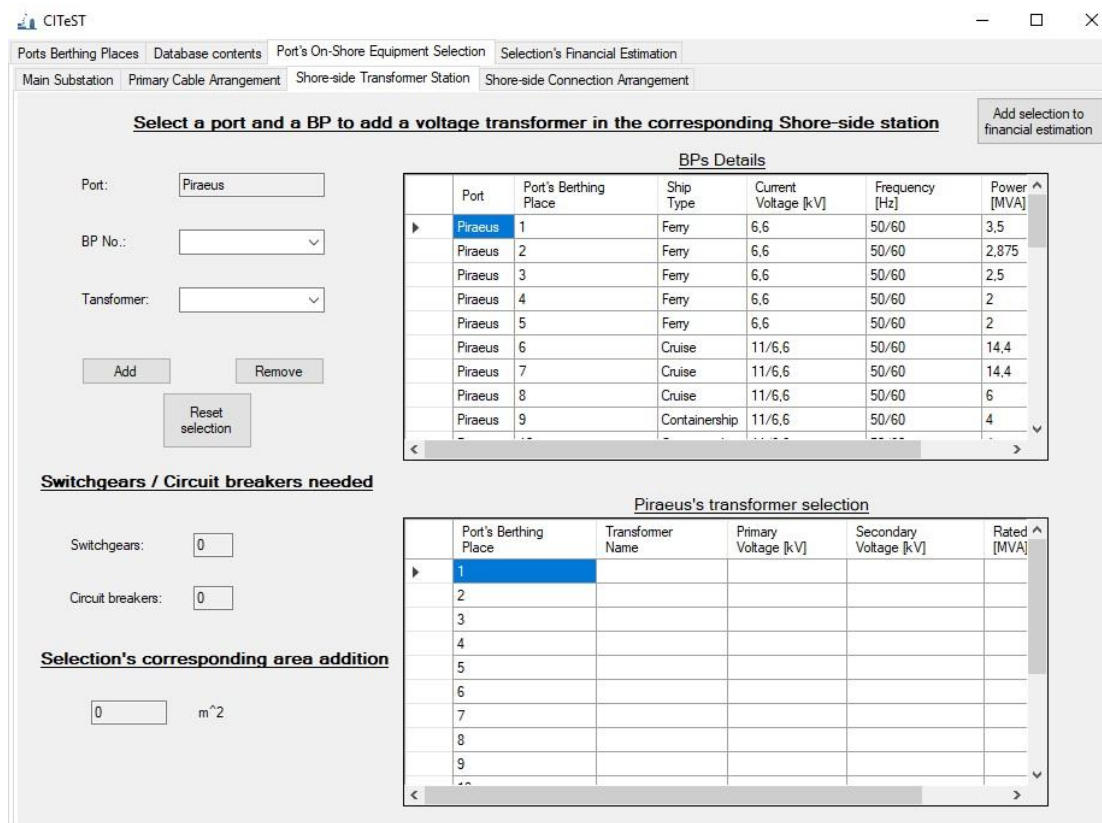 CITeST
Ports Berthing Places Database contents Port's On-Shore Equipment Selection Selection's Financial Estimation
Main Substation Primary Cable Arrangement Shore-side Transformer Station Shore-side Connection Arrangement
Select a port and a BP to add a voltage transformer in the corresponding Shore-side station
Add selection to
financial estimation
Port: Piraeus
BP No.:
Tansformer:
Add Remove
Reset
selection
BPs Details
Port Port's Berthing Place Ship Type Current Voltage [kV] Frequency [Hz] Power [MVA]
Piraeus 1 Ferry 6,6 50/60 3,5
Piraeus 2 Ferry 6,6 50/60 2,875
Piraeus 3 Ferry 6,6 50/60 2,5
Piraeus 4 Ferry 6,6 50/60 2
Piraeus 5 Ferry 6,6 50/60 2
Piraeus 6 Cruise 11/6,6 50/60 14,4
Piraeus 7 Cruise 11/6,6 50/60 14,4
Piraeus 8 Cruise 11/6,6 50/60 6
Piraeus 9 Containership 11/6,6 50/60 4
Switchgears / Circuit breakers needed
Switchgears: 0
Circuit breakers: 0
Selection's corresponding area addition
0 m^2
Piraeus's transformer selection
Port's Berthing Place Transformer Name Primary Voltage [kV] Secondary Voltage [kV] Rated [MVA]
1
2
3
4
5
6
7
8
9